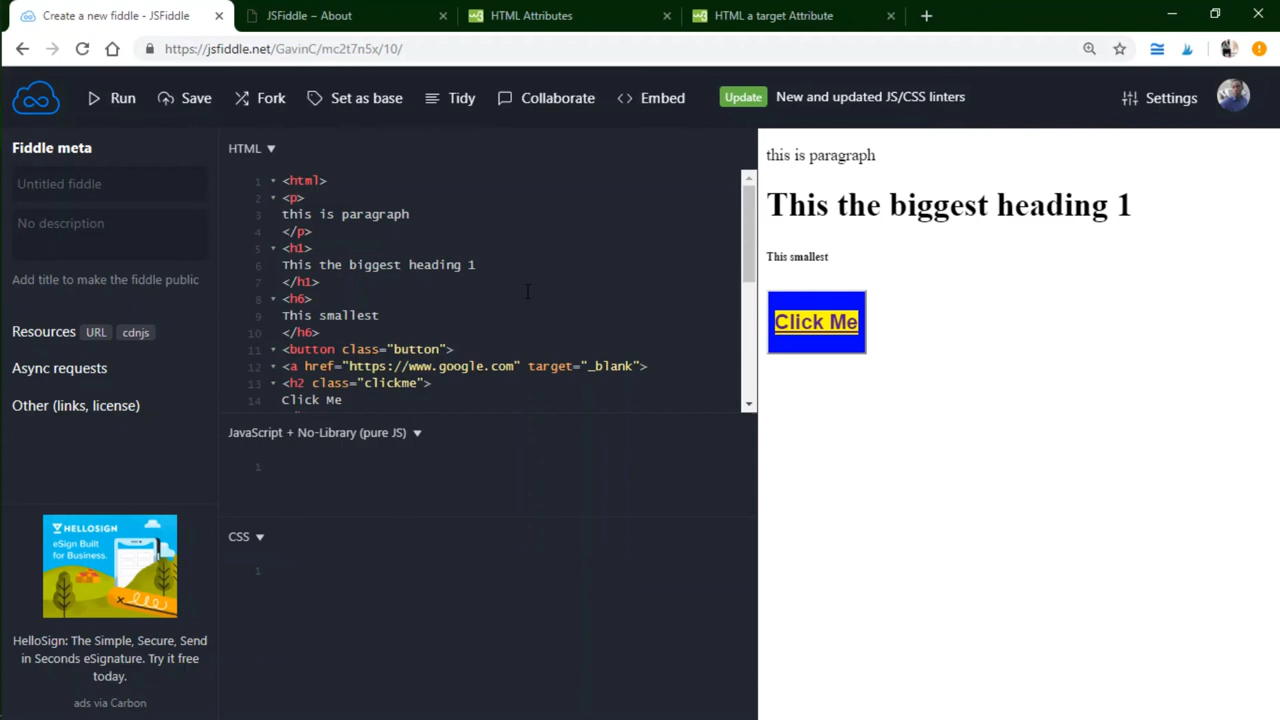 Create a new fiddle - JSFiddle
JSFiddle – About
HTML Attributes
HTML a target Attribute
https://jsfiddle.net/GavinC/mc2t7n5x/10/
Run
Save
Fork
Set as base
Tidy
Collaborate
Embed
Update
New and updated JS/CSS linters
Settings
Fiddle meta
Untitled fiddle
No description
Add title to make the fiddle public
Resources URL cdnjs
Async requests
Other (links, license)
HELLOSIGN
eSign Built
for Business.
HelloSign: The Simple, Secure, Send
in Seconds eSignature. Try it free
today.
ads via Carbon
HTML
1 <html>
2 <p>
3 this is paragraph
4 </p>
5 <h1>
6 This the biggest heading 1
7 </h1>
8 <h6>
9 This smallest
10 </h6>
11 <button class="button">
12 <a href="https://www.google.com" target="_blank">
13 <h2 class="clickme">
14 Click Me
JavaScript + No-Library (pure JS)
1
CSS
1
this is paragraph
This the biggest heading 1
This smallest
Click Me